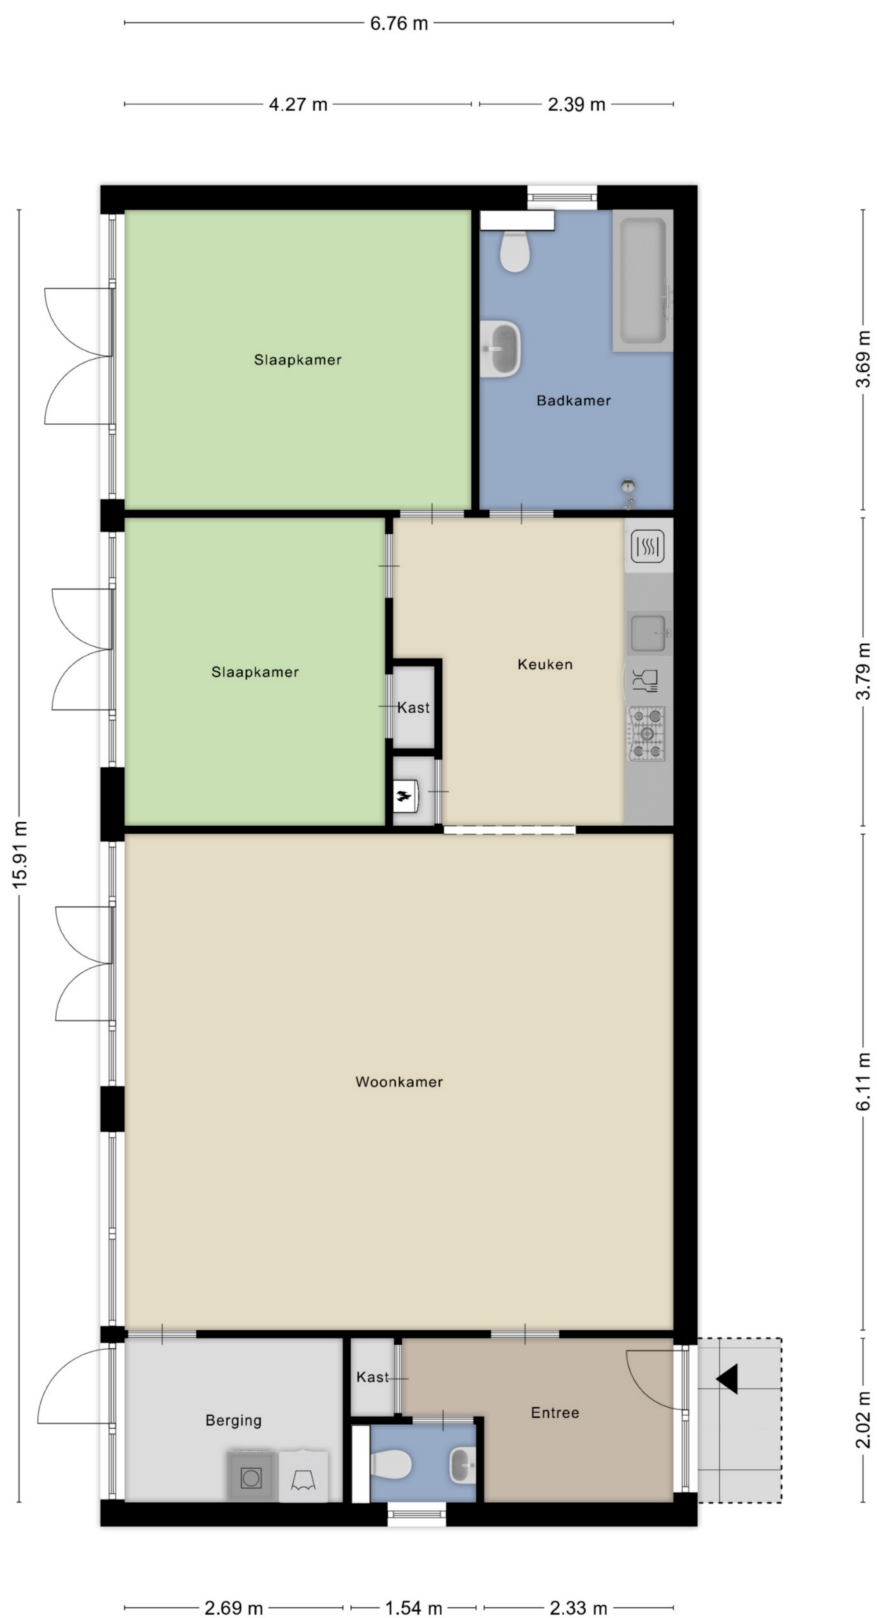 6.76 m
4.27 m
2.39 m
Slaapkamer
Badkamer
3.69 m
Slaapkamer
Keuken
Kast
3.79 m
15.91 m
Woonkamer
6.11 m
Kast
Berging
Entree
2.02 m
2.69 m
1.54 m
2.33 m